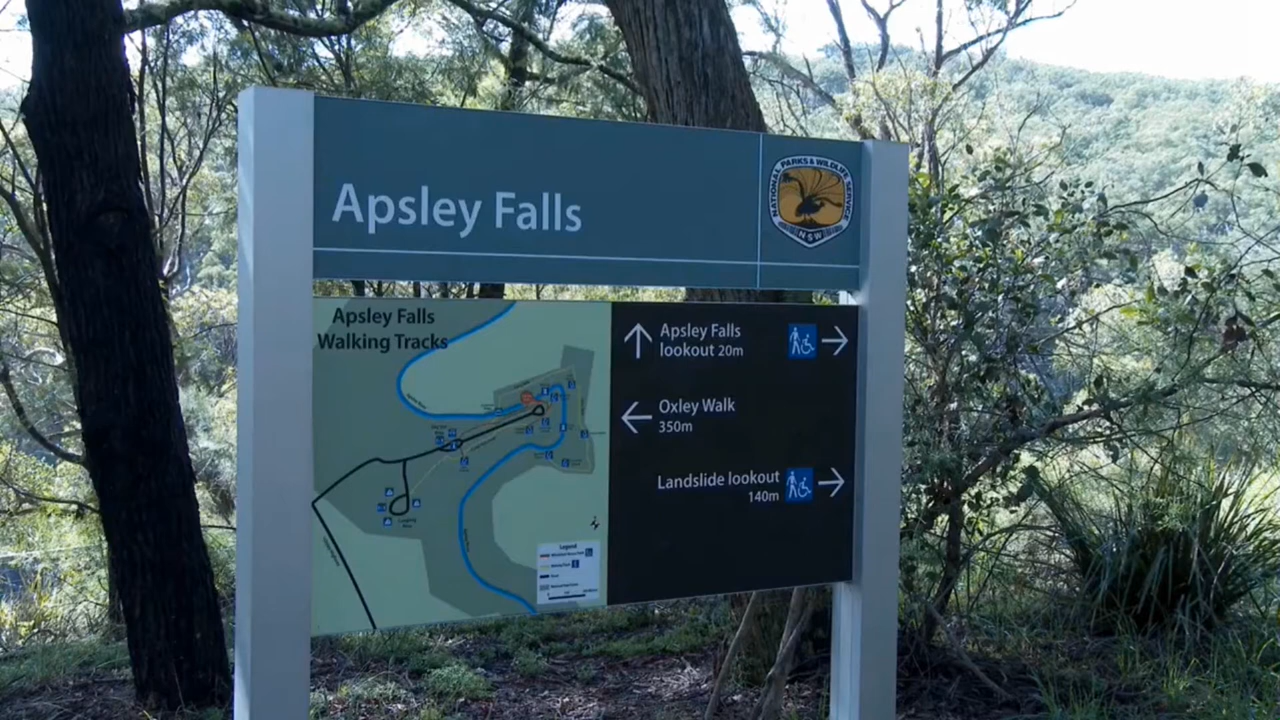 Apsley Falls
NATIONAL PARKS & WILDLIFE SERVICE
NSW
Apsley Falls
Walking Tracks
Legend
Apsley Falls
lookout 20m
Oxley Walk
350m
Landslide lookout
140m